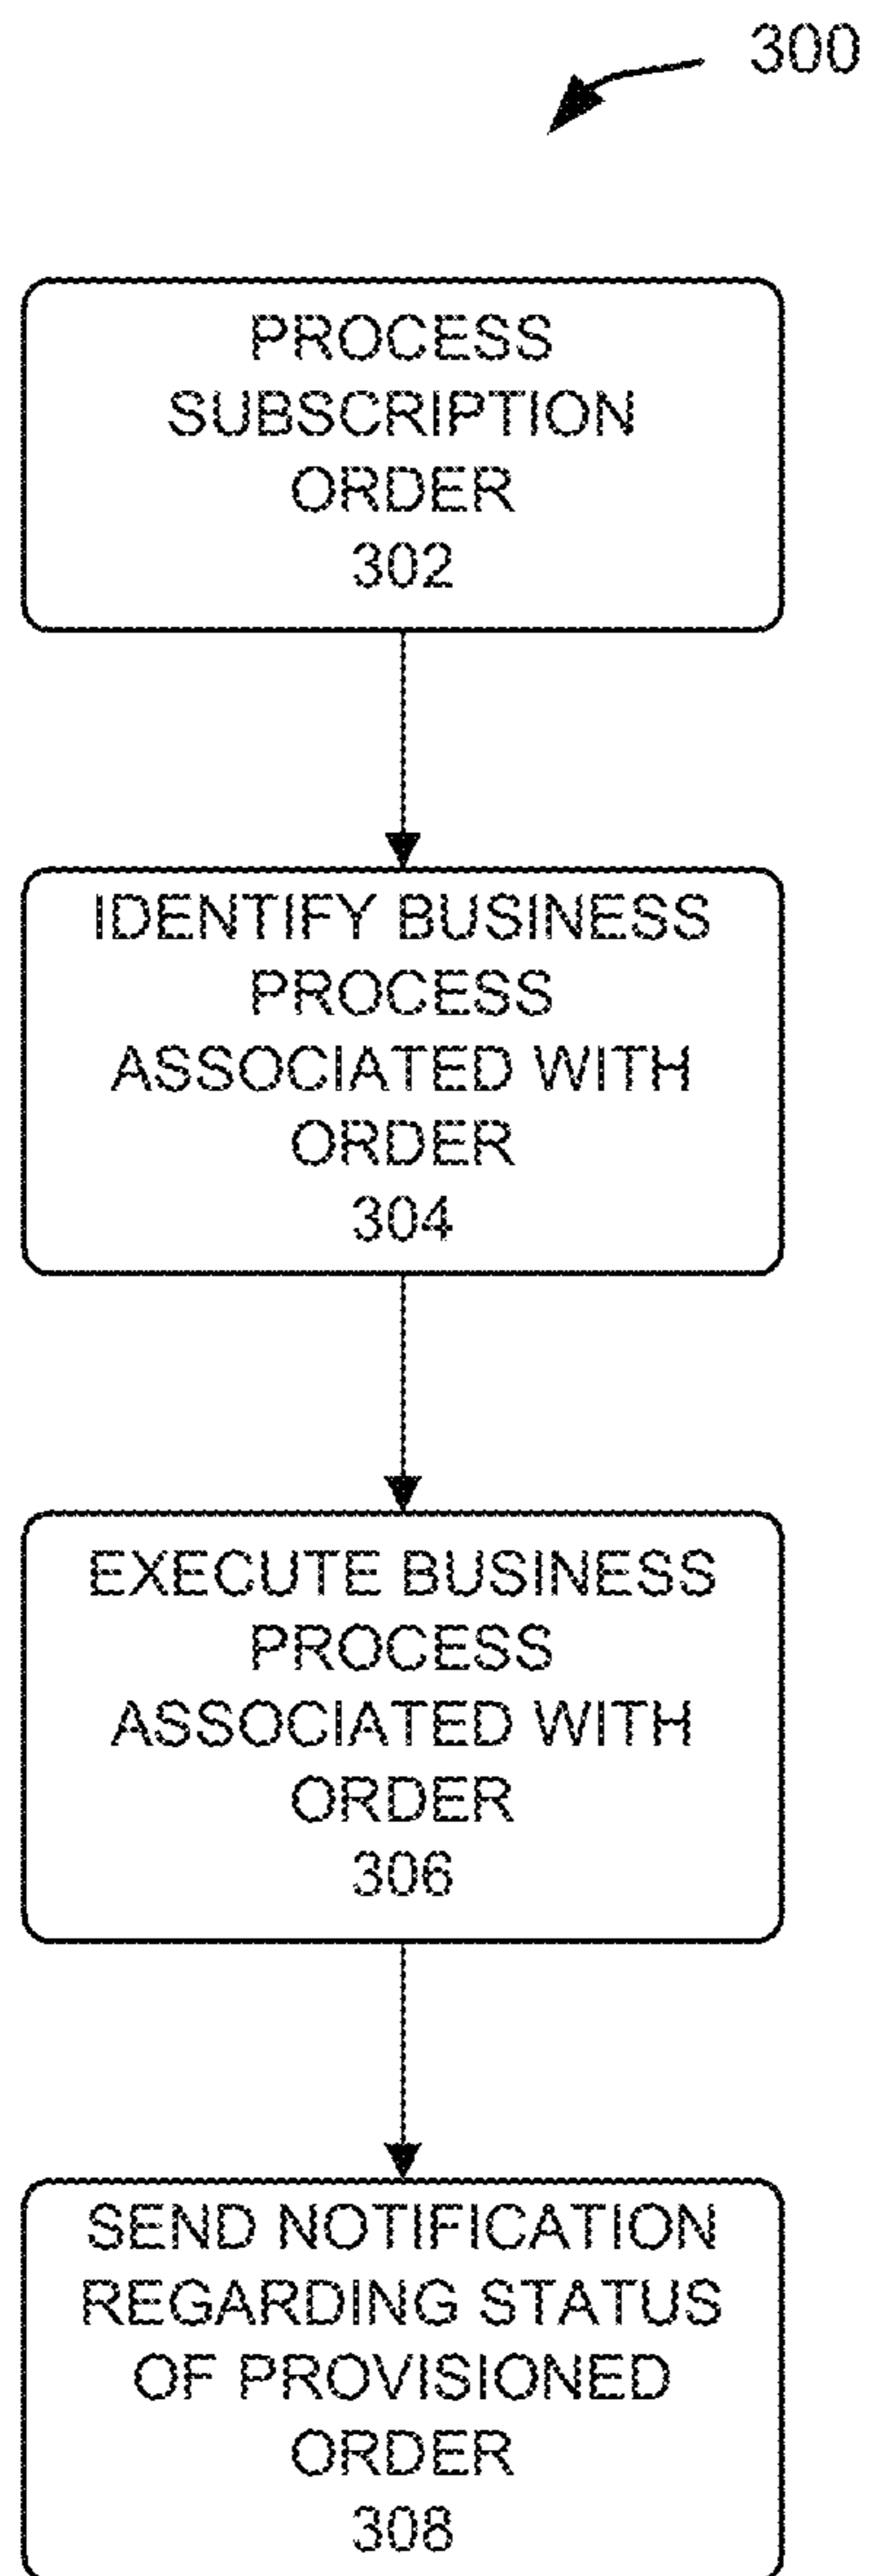 300
PROCESS
SUBSCRIPTION
ORDER
302
IDENTIFY BUSINESS
PROCESS
ASSOCIATED WITH
ORDER
304
EXECUTE BUSINESS
PROCESS
ASSOCIATED WITH
ORDER
306
SEND NOTIFICATION
REGARDING STATUS
OF PROVISIONED
ORDER
308